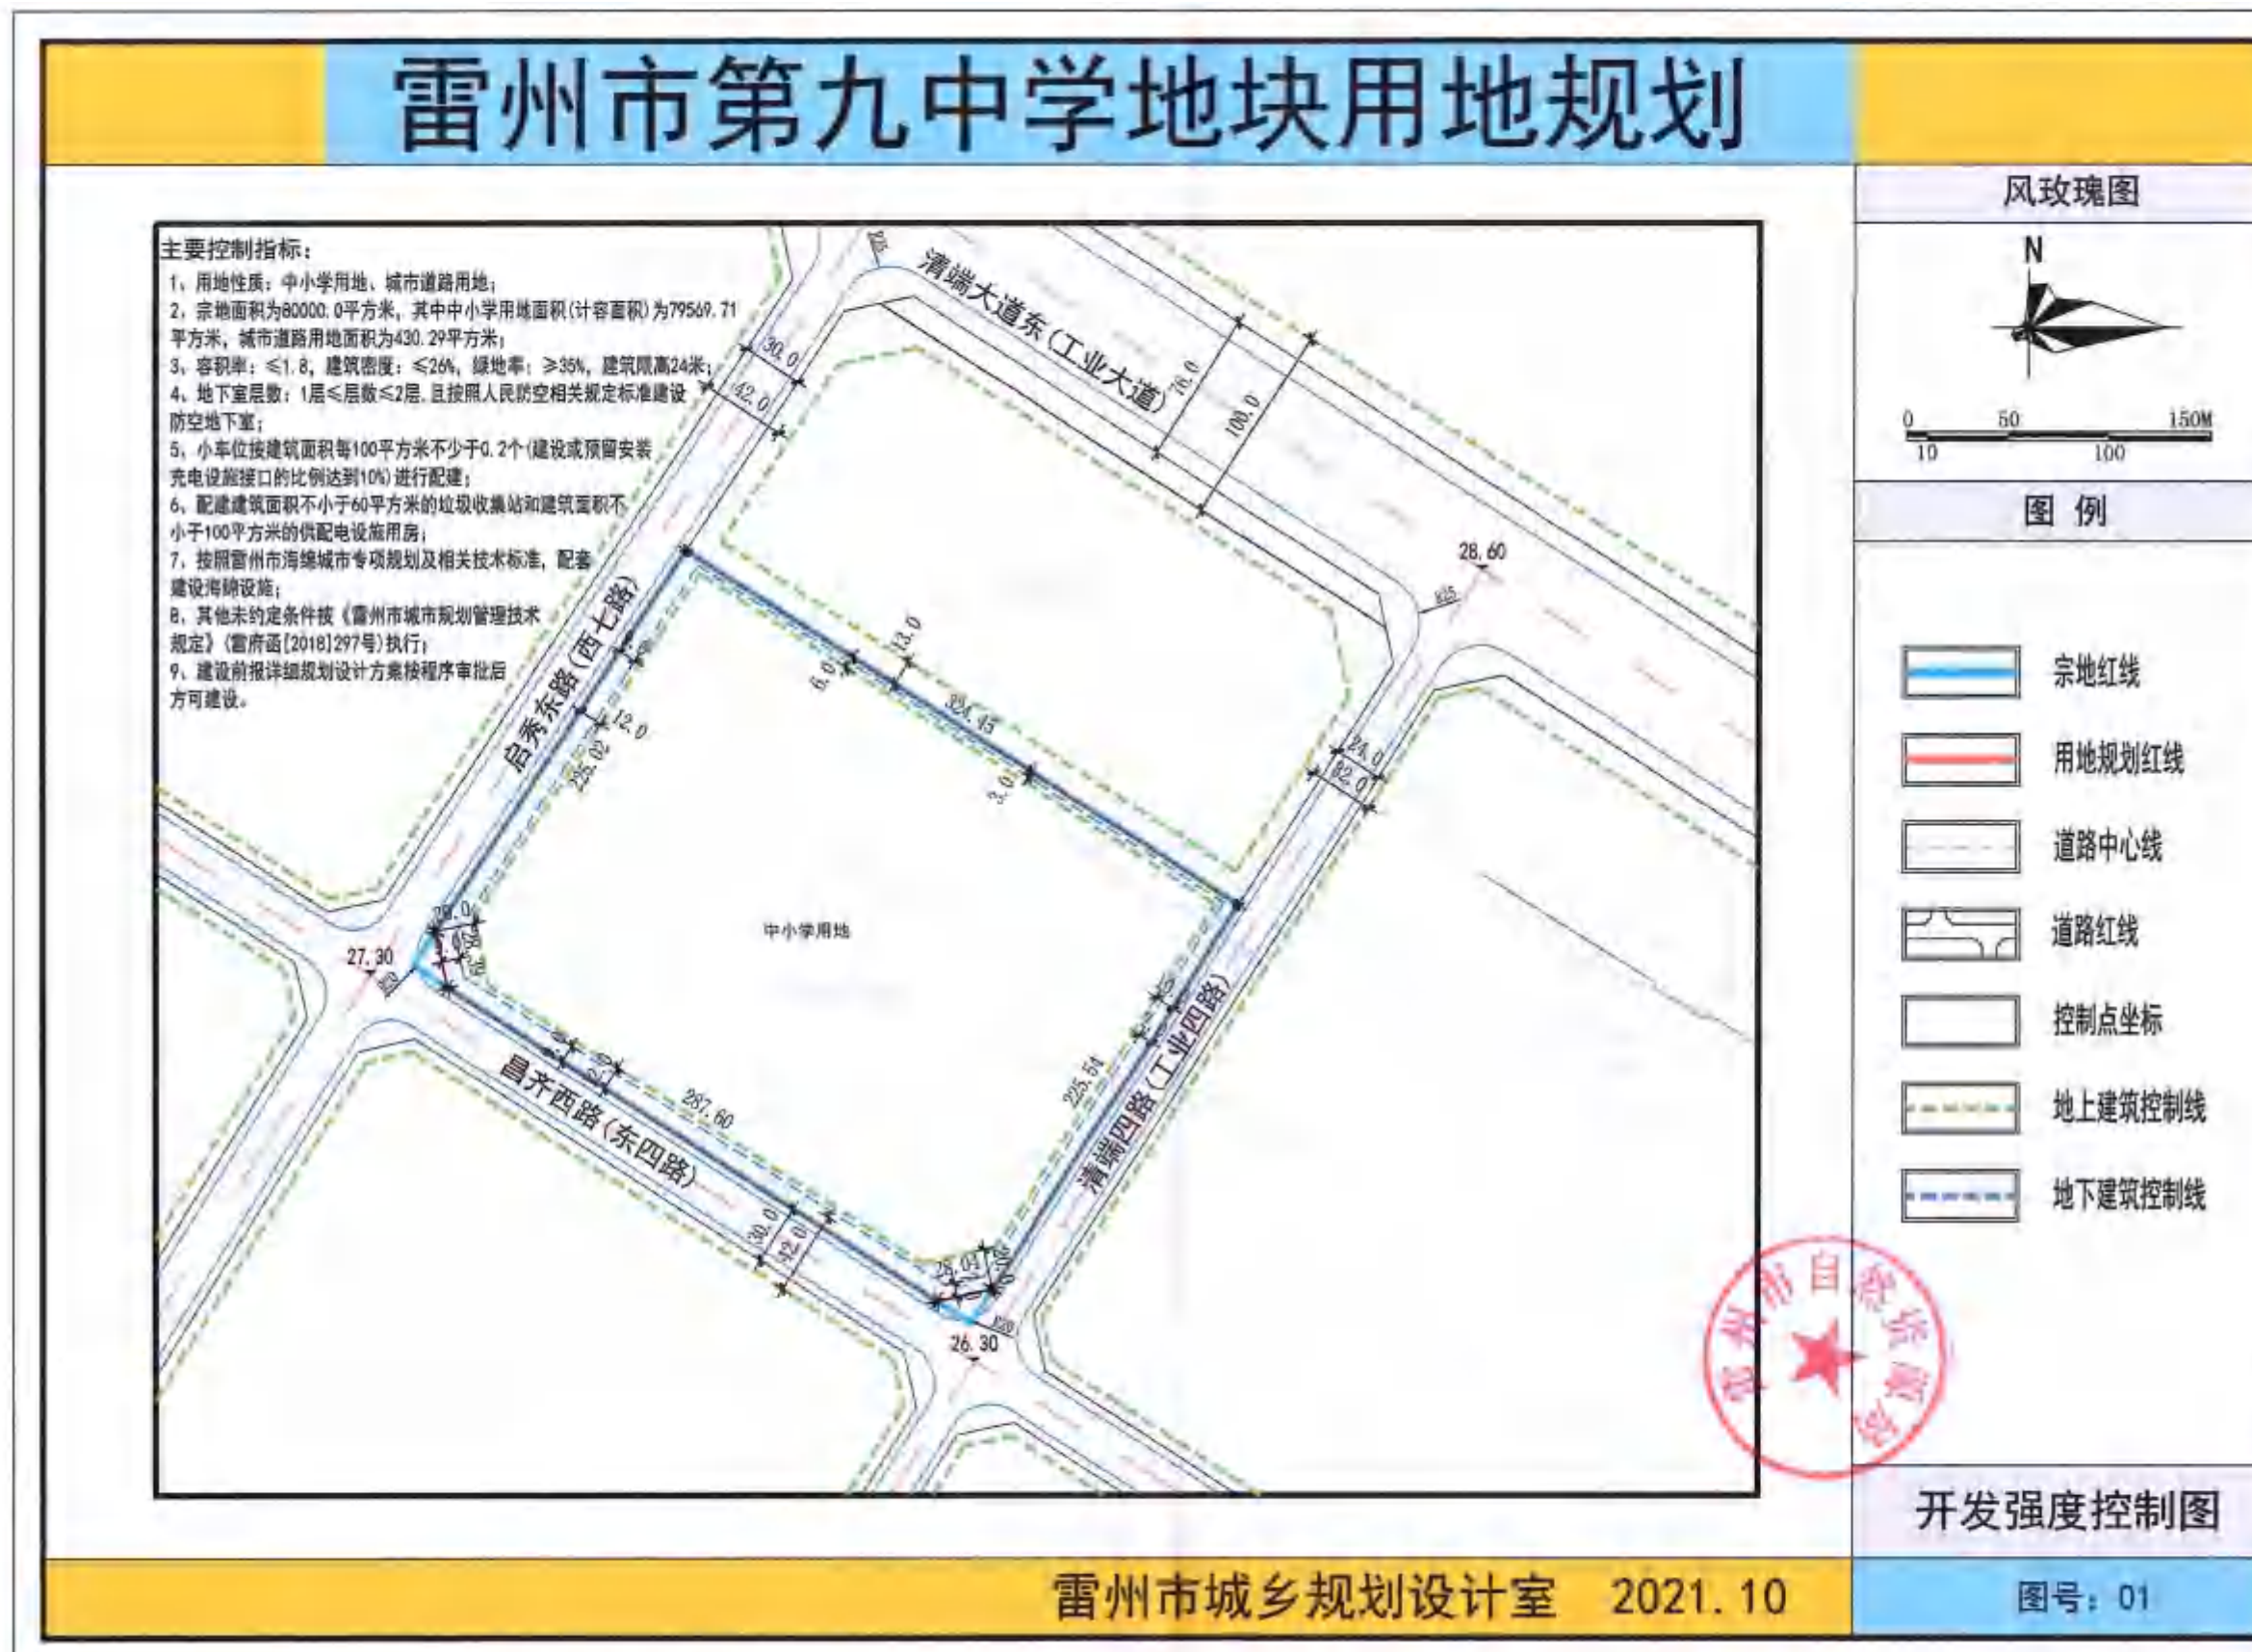 雷州市第九中学地块用地规划
主要控制指标：
1、用地性质：中小学用地、城市道路用地；
2、宗地面积为80000.0平方米，其中中小学用地面积(计容面积)为79569.71
平方米，城市道路用地面积为430.29平方米；
3、容积率：≤1.8，建筑密度：≤26%，绿地率：≥35%，建筑限高24米；
4、地下室层数：1层≤层数≤2层,且按照人民防空相关规定标准建设
防空地下室；
5、小车位按建筑面积每100平方米不少于0.2个(建设或预留安装
充电设施接口的比例达到10%)进行配建；
6、配建建筑面积不小于60平方米的垃圾收集站和建筑面积不
小于100平方米的供配电设施用房；
7、按照雷州市海绵城市专项规划及相关技术标准，配套
建设海绵设施；
8、其他未约定条件按《雷州市城市规划管理技术
规定》(雷府函[2018]297号)执行；
9、建设前报详细规划设计方案按程序审批后
方可建设。
R25
清端大道东(工业大道)
76.0
100.0
30.0
42.0
28.60
R25
启秀东路(西七路)
13.0
6.0
324.45
12.0
225.02
3.0
24.0
32.0
中小学用地
20.0
28.39
27.30
R20
昌齐西路(东四路)
287.60
225.54
清端四路(工业四路)
30.0
42.0
28.04
20.0
R20
26.30
风玫瑰图
N
0 50 150M
10 100
图 例
宗地红线
用地规划红线
道路中心线
道路红线
控制点坐标
地上建筑控制线
地下建筑控制线
雷州市自然资源局
开发强度控制图
雷州市城乡规划设计室 2021.10
图号：01